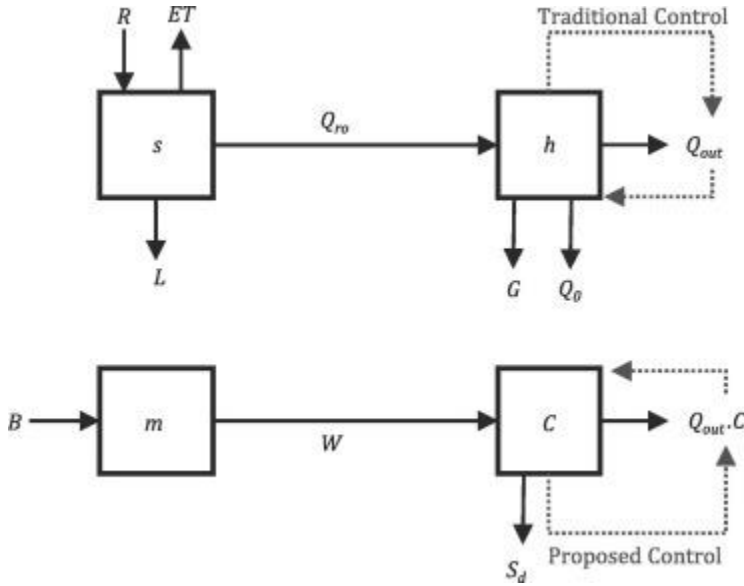 R ET Traditional Control
s Q_ro h Q_out
L G Q_0
B m W C Q_out.C
S_d Proposed Control